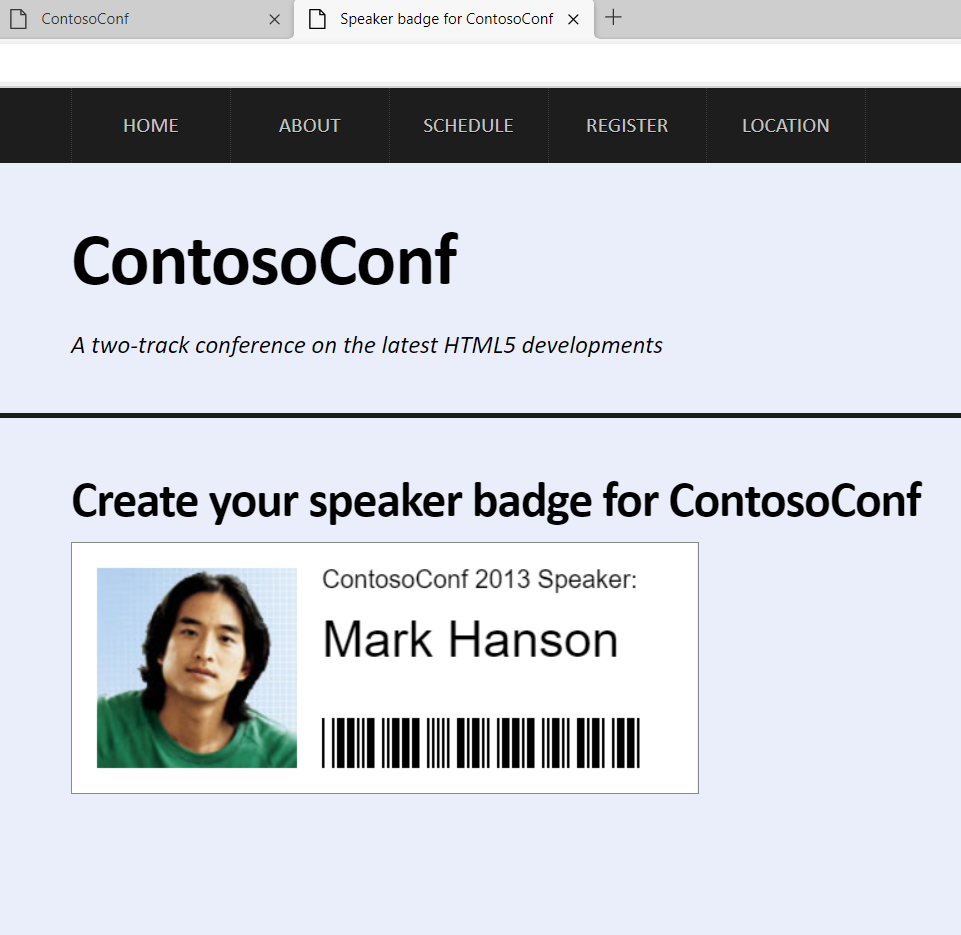 ContosoConf
Speaker badge for ContosoConf
HOME
ABOUT
SCHEDULE
REGISTER
LOCATION
ContosoConf
A two-track conference on the latest HTML5 developments
Create your speaker badge for ContosoConf
ContosoConf 2013 Speaker:
Mark Hanson